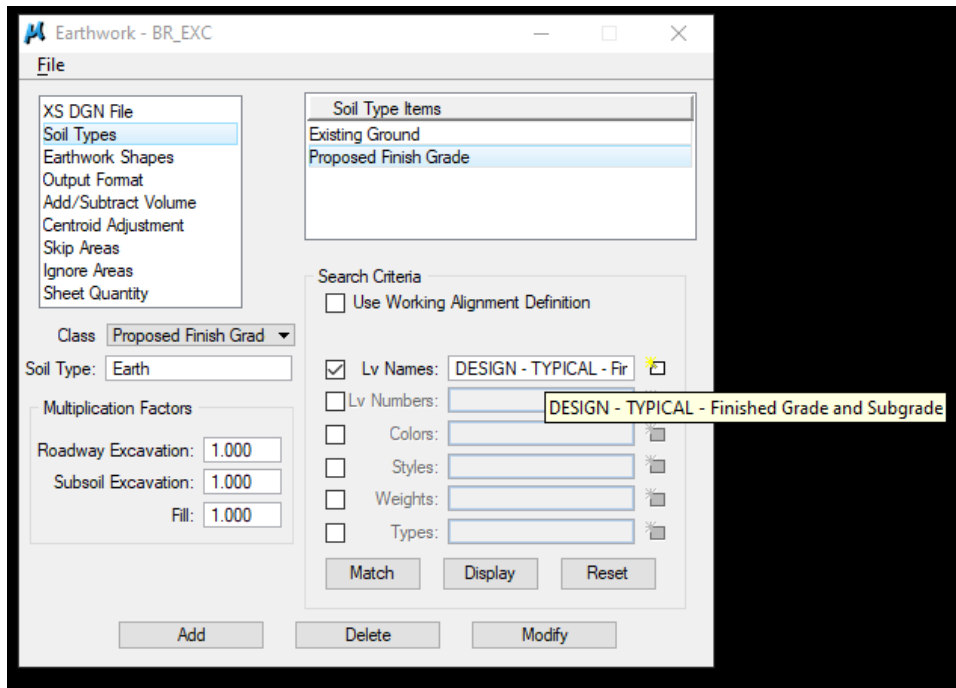 Earthwork - BR_EXC
File
XS DGN File
Soil Types
Earthwork Shapes
Output Format
Add/Subtract Volume
Centroid Adjustment
Skip Areas
Ignore Areas
Sheet Quantity
Soil Type Items
Existing Ground
Proposed Finish Grade
Class Proposed Finish Grad
Soil Type: Earth
Multiplication Factors
Roadway Excavation: 1.000
Subsoil Excavation: 1.000
Fill: 1.000
Search Criteria
Use Working Alignment Definition
Lv Names: DESIGN - TYPICAL - Fir
Lv Numbers:
DESIGN - TYPICAL - Finished Grade and Subgrade
Colors:
Styles:
Weights:
Types:
Match Display Reset
Add Delete Modify